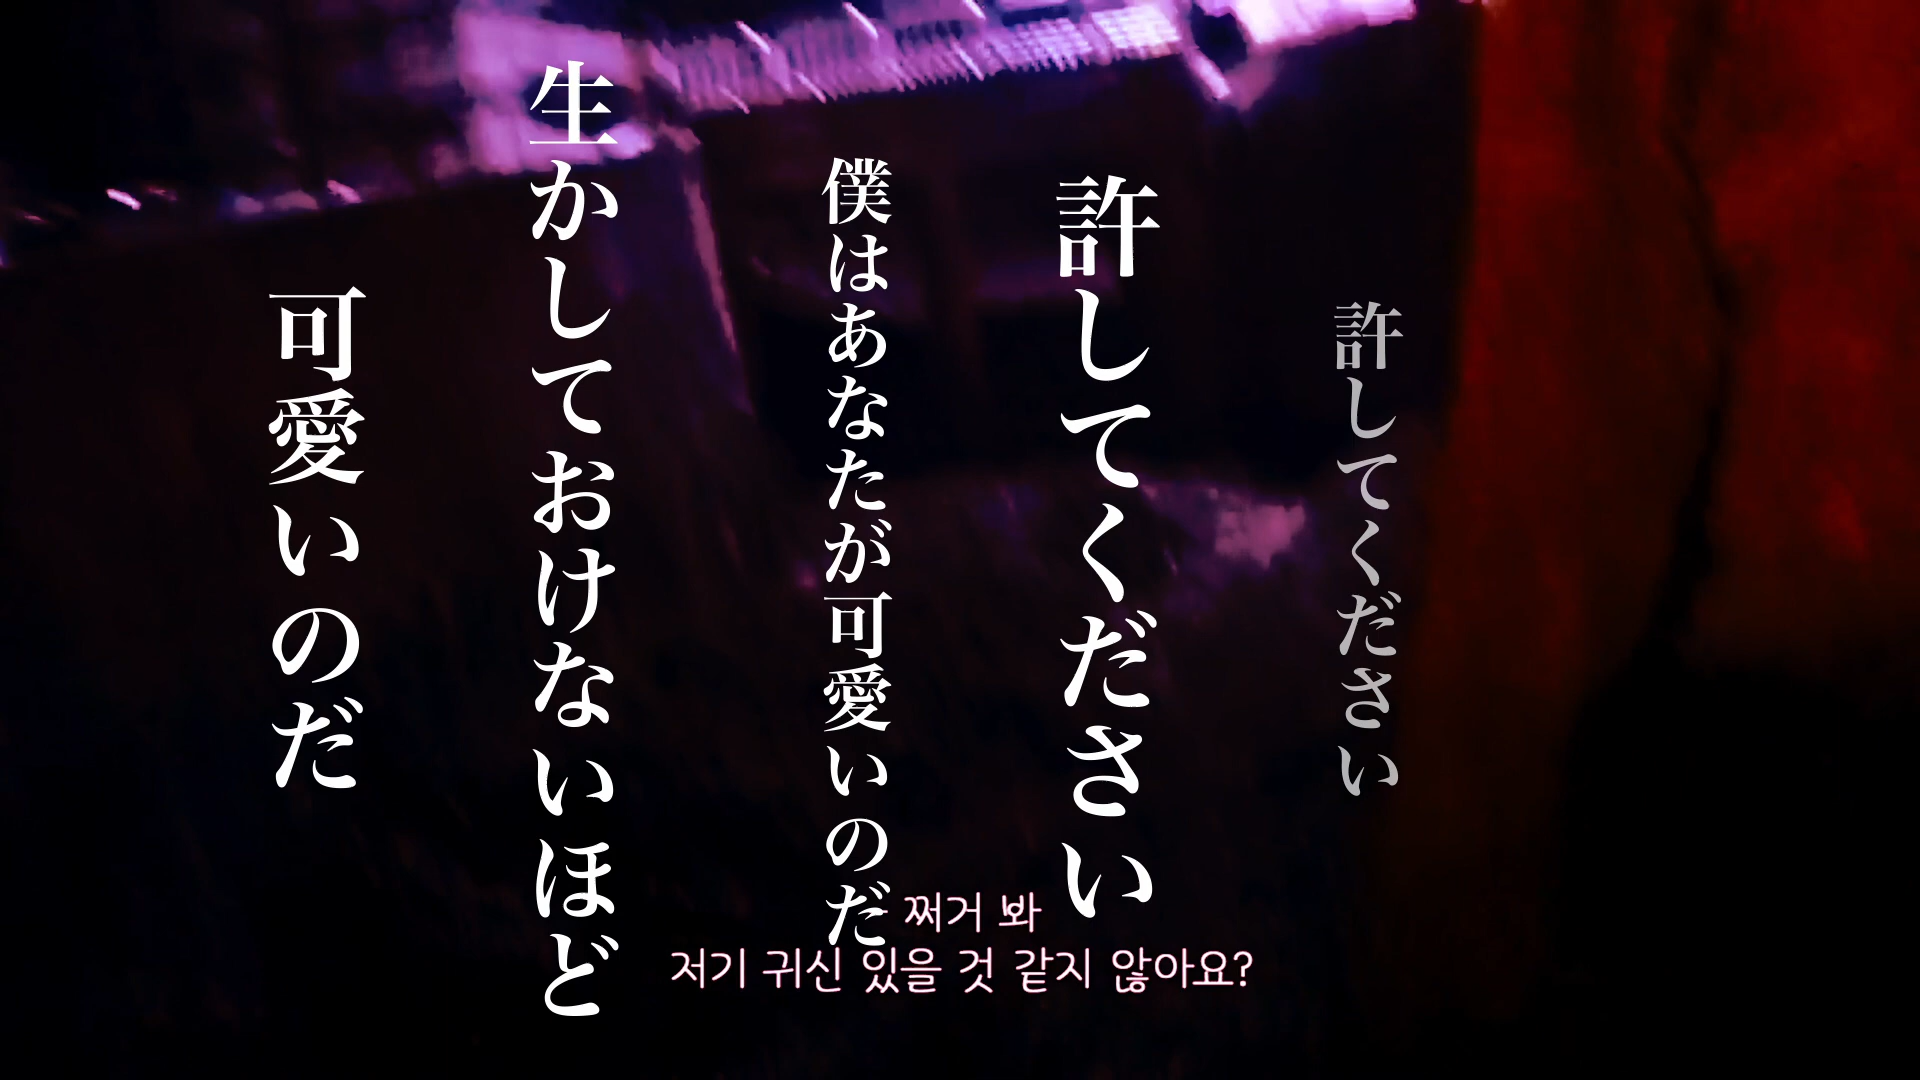 許してください
許してください
僕はあなたが可愛いのだ
生かしておけないほど
可愛いのだ
쩌거 봐
저기 귀신 있을 것 같지 않아요?